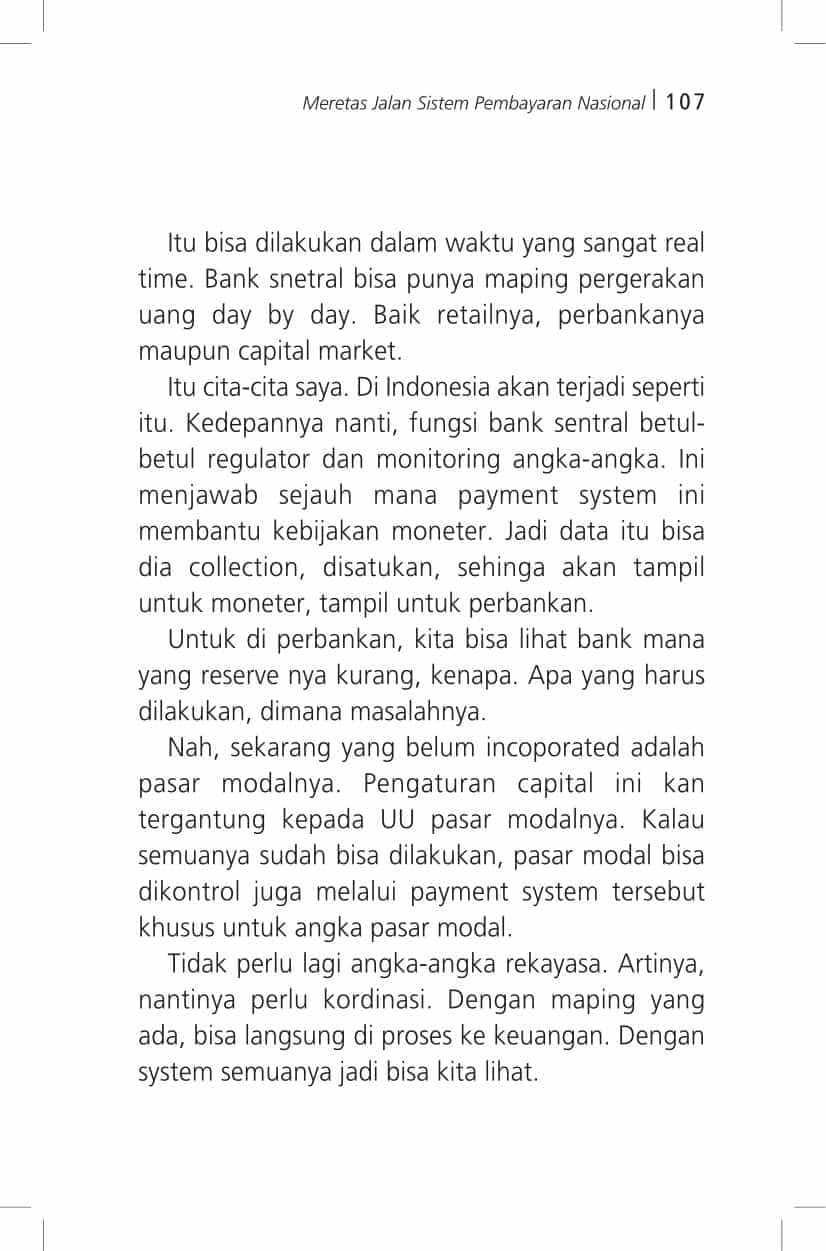 Meretas Jalan Sistem Pembayaran Nasional | 107
Itu bisa dilakukan dalam waktu yang sangat real
time. Bank snetral bisa punya maping pergerakan
uang day by day. Baik retailnya, perbankanya
maupun capital market.
Itu cita-cita saya. Di Indonesia akan terjadi seperti
itu. Kedepannya nanti, fungsi bank sentral betul-
betul regulator dan monitoring angka-angka. Ini
menjawab sejauh mana payment system ini
membantu kebijakan moneter. Jadi data itu bisa
dia collection, disatukan, sehinga akan tampil
untuk moneter, tampil untuk perbankan.
Untuk di perbankan, kita bisa lihat bank mana
yang reserve nya kurang, kenapa. Apa yang harus
dilakukan, dimana masalahnya.
Nah, sekarang yang belum incoporated adalah
pasar modalnya. Pengaturan capital ini kan
tergantung kepada UU pasar modalnya. Kalau
semuanya sudah bisa dilakukan, pasar modal bisa
dikontrol juga melalui payment system tersebut
khusus untuk angka pasar modal.
Tidak perlu lagi angka-angka rekayasa. Artinya,
nantinya perlu kordinasi. Dengan maping yang
ada, bisa langsung di proses ke keuangan. Dengan
system semuanya jadi bisa kita lihat.